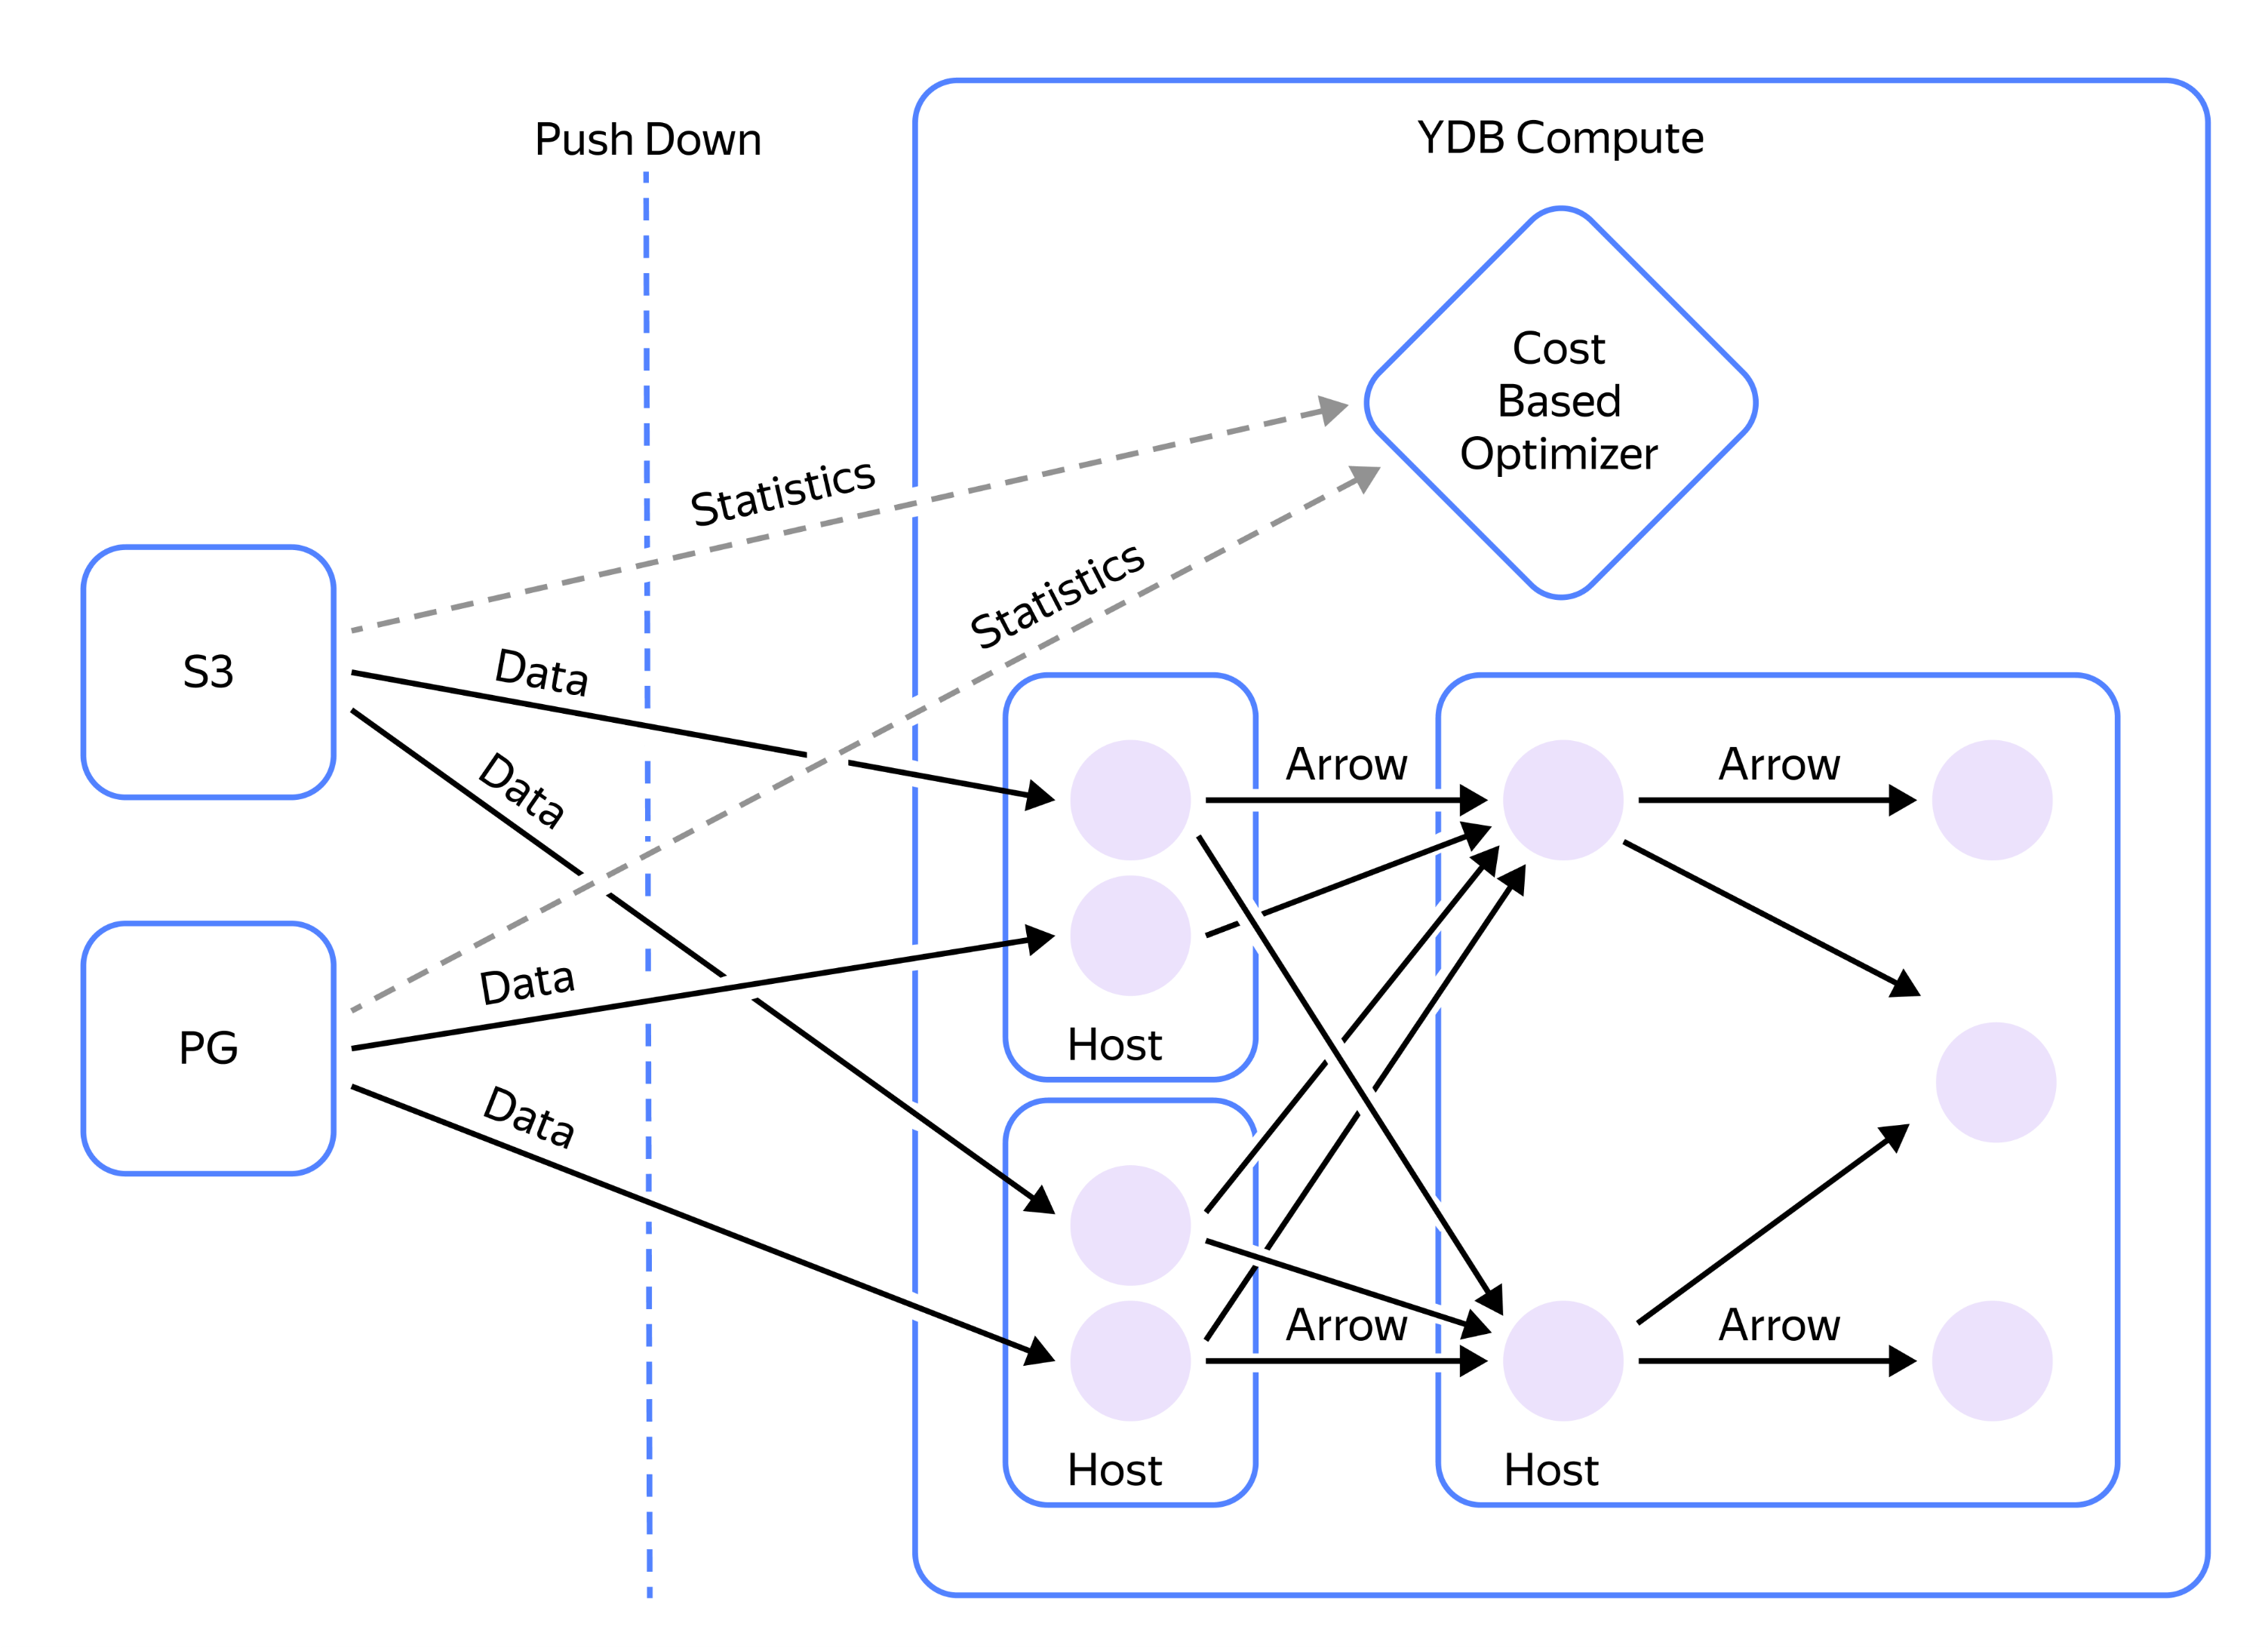 Push Down
YDB Compute
Cost
Based
Optimizer
Statistics
Statistics
S3
Data
Data
Arrow
Arrow
PG
Data
Data
Host
Arrow
Arrow
Host
Host